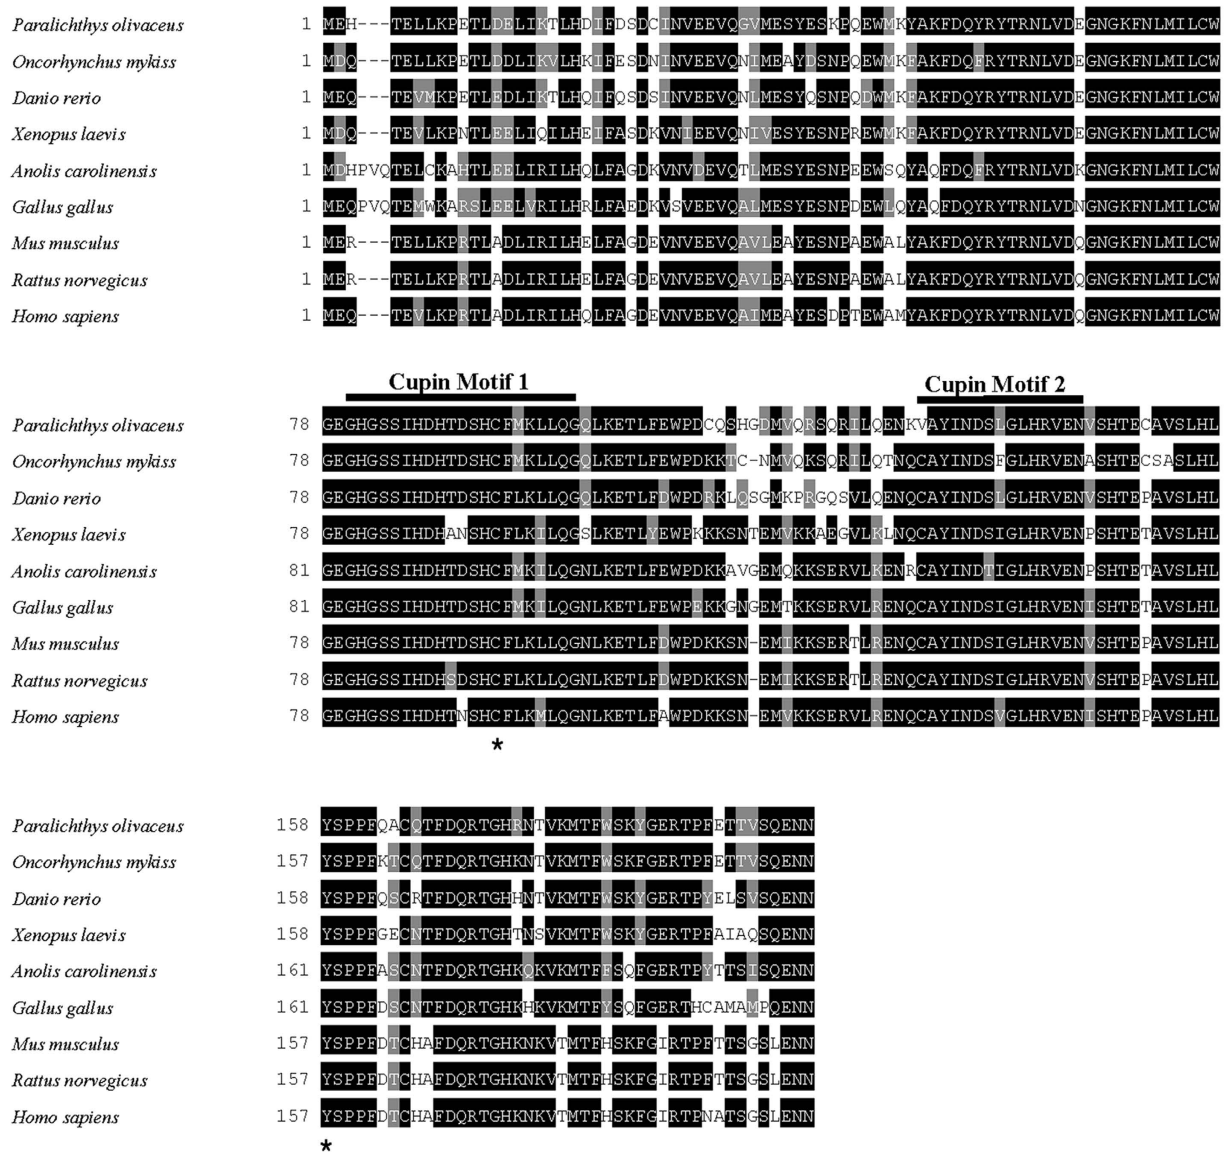 Paralichthys olivaceus 1 MEH---TELLKPETLDELIKTLHDIFDSDCINVEEVQGVMESYESKPQEWMKYAKFDQYRYTRNLVDEGNGKFNLMILCW
Oncorhynchus mykiss 1 MDQ---TELLKPETLDDLIKVLHKIFESDNINVEEVQNIMEAYDSNPQEWMKFAKFDQFRYTRNLVDEGNGKFNLMILCW
Danio rerio 1 MEQ---TEVMKPETLEDLIKTLHQIFQSDSINVEEVQNLMESYQSNPQDWMKFAKFDQYRYTRNLVDEGNGKFNLMILCW
Xenopus laevis 1 MDQ---TEVLKPNTLEELIQILHEIFASDKVNIEEVQNIVESYESNPREWMKFAKFDQYRYTRNLVDEGNGKFNLMILCW
Anolis carolinensis 1 MDHPVQTELCKAHTLEELIRILHQLFAGDKVNVDEVQTLMESYESNPEEWSQYAQFDQFRYTRNLVDKGNGKFNLMILCW
Gallus gallus 1 MEQPVQTEMWKARSLEELVRILHRLFAEDKVSVEEVQALMESYESNPDEWLQYAQFDQYRYTRNLVDNGNGKFNLMILCW
Mus musculus 1 MER---TELLKPRTLADLIRILHELFAGDEVNVEEVQAVLEAYESNPAEWALYAKFDQYRYTRNLVDQGNGKFNLMILCW
Rattus norvegicus 1 MER---TELLKPRTLADLIRILHELFAGDEVNVEEVQAVLEAYESNPAEWALYAKFDQYRYTRNLVDQGNGKFNLMILCW
Homo sapiens 1 MEQ---TEVLKPRTLADLIRILHQLFAGDEVNVEEVQAIMEAYESDPTEWAMYAKFDQYRYTRNLVDQGNGKFNLMILCW
Cupin Motif 1 Cupin Motif 2
Paralichthys olivaceus 78 GEGHGSSIHDHTDSHCFMKLLQGQLKETLFEWPDCQSHGDMVQRSQRILQENKVAYINDSLGLHRVENVSHTECAVSLHL
Oncorhynchus mykiss 78 GEGHGSSIHDHTDSHCFMKLLQGQLKETLFEWPDKKTC-NMVQKSQRILQTNQCAYINDSFGLHRVENASHTECSASLHL
Danio rerio 78 GEGHGSSIHDHTDSHCFLKLLQGQLKETLFDWPDRKLQSGMKPRGQSVLQENQCAYINDSLGLHRVENVSHTEPAVSLHL
Xenopus laevis 78 GEGHGSSIHDHANSHCFLKILQGSLKETLYEWPKKKSNTEMVKKAEGVLKLNQCAYINDSIGLHRVENPSHTETAVSLHL
Anolis carolinensis 81 GEGHGSSIHDHTDSHCFMKILQGNLKETLFEWPDKKAVGEMQKKSERVLKENRCAYINDTIGLHRVENPSHTETAVSLHL
Gallus gallus 81 GEGHGSSIHDHTDSHCFMKILQGNLKETLFEWPEKKGNGEMTKKSERVLRENQCAYINDSIGLHRVENISHTETAVSLHL
Mus musculus 78 GEGHGSSIHDHTDSHCFLKLLQGNLKETLFDWPDKKSN-EMIKKSERTLRENQCAYINDSIGLHRVENVSHTEPAVSLHL
Rattus norvegicus 78 GEGHGSSIHDHSDSHCFLKLLQGNLKETLFDWPDKKSN-EMIKKSERTLRENQCAYINDSIGLHRVENVSHTEPAVSLHL
Homo sapiens 78 GEGHGSSIHDHTNSHCFLKMLQGNLKETLFAWPDKKSN-EMVKKSERVLRENQCAYINDSVGLHRVENISHTEPAVSLHL
*
Paralichthys olivaceus 158 YSPPFQACQTFDQRTGHRNTVKMTFWSKYGERTPFETTVSQENN
Oncorhynchus mykiss 157 YSPPFKTCQTFDQRTGHKNTVKMTFWSKFGERTPFETTVSQENN
Danio rerio 158 YSPPFQSCRTFDQRTGHHNTVKMTFWSKYGERTPYELSVSQENN
Xenopus laevis 158 YSPPFGECNTFDQRTGHTNSVKMTFWSKYGERTPFAIAQSQENN
Anolis carolinensis 161 YSPPFASCNTFDQRTGHKQKVKMTFFSQFGERTPYTTSISQENN
Gallus gallus 161 YSPPFDSCNTFDQRTGHKHKVKMTFYSQFGERTHCAMAMPQENN
Mus musculus 157 YSPPFDTCHAFDQRTGHKNKVTMTFHSKFGIRTPFTTSGSLENN
Rattus norvegicus 157 YSPPFDTCHAFDQRTGHKNKVTMTFHSKFGIRTPFTTSGSLENN
Homo sapiens 157 YSPPFDTCHAFDQRTGHKNKVTMTFHSKFGIRTPNATSGSLENN
*